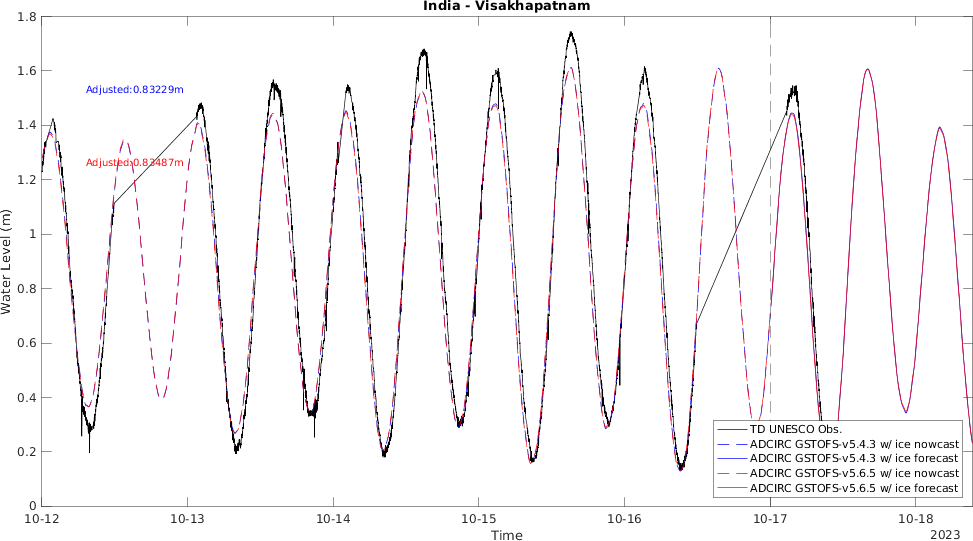 India - Visakhapatnam
1.8
1.6
1.4
1.2
1
0.8
0.6
0.4
0.2
0
Water Level (m)
Adjusted:0.83229m
Adjusted:0.83487m
TD UNESCO Obs.
ADCIRC GSTOFS-v5.4.3 w/ ice nowcast
ADCIRC GSTOFS-v5.4.3 w/ ice forecast
ADCIRC GSTOFS-v5.6.5 w/ ice nowcast
ADCIRC GSTOFS-v5.6.5 w/ ice forecast
10-12 10-13 10-14 10-15 10-16 10-17 10-18
Time
2023